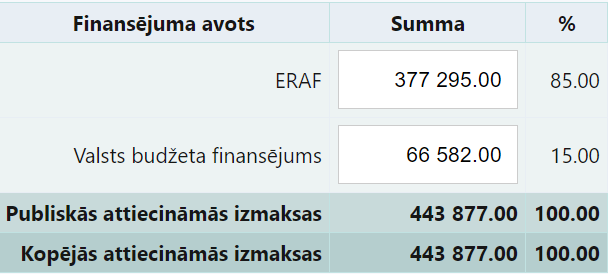 Finansējuma avots Summa %
ERAF 377 295.00 85.00
Valsts budžeta finansējums 66 582.00 15.00
Publiskās attiecināmās izmaksas 443 877.00 100.00
Kopējās attiecināmās izmaksas 443 877.00 100.00